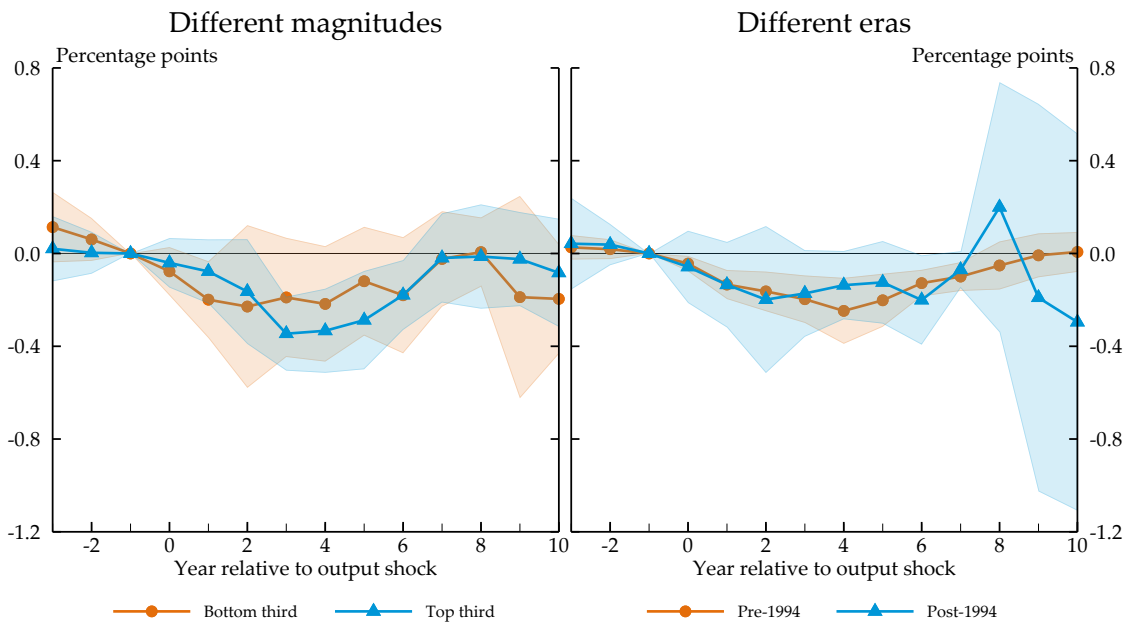 Different magnitudes
Different eras
Percentage points
Percentage points
0.8
0.4
0.0
-0.4
-0.8
-1.2
0.8
0.4
0.0
-0.4
-0.8
-1.2
-2 0 2 4 6 8 10
-2 0 2 4 6 8 10
Year relative to output shock
Year relative to output shock
Bottom third Top third
Pre-1994 Post-1994